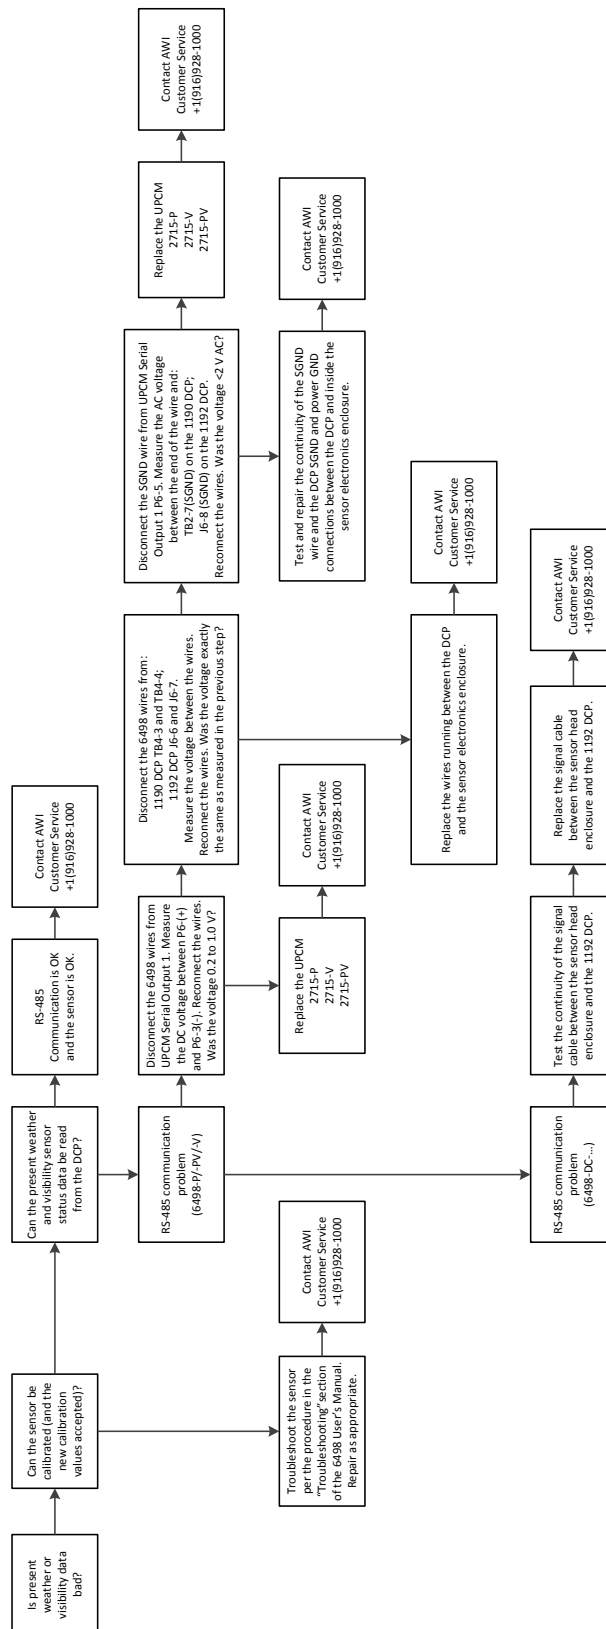 Is present
weather or
visibility data
bad?
Can the sensor be
calibrated (and the
new calibration
values accepted)?
Can the present weather
and visibility sensor
status data be read
from the DCP?
RS-485
Communication is OK
and the sensor is OK.
Contact AWI
Customer Service
+1(916)928-1000
RS-485 communication
problem
(6498-P/-PV/-V)
Disconnect the 6498 wires from
UPCM Serial Output 1. Measure
the DC voltage between P6-(+)
and P6-3(-). Reconnect the wires.
Was the voltage 0.2 to 1.0 V?
Disconnect the 6498 wires from:
1190 DCP TB4-3 and TB4-4;
1192 DCP J6-6 and J6-7.
Measure the voltage between the wires.
Reconnect the wires. Was the voltage exactly
the same as measured in the previous step?
Disconnect the SGND wire from UPCM Serial
Output 1 P6-5. Measure the AC voltage
between the end of the wire and:
TB2-7(SGND) on the 1190 DCP;
J6-8 (SGND) on the 1192 DCP.
Reconnect the wires. Was the voltage <2 V AC?
Replace the UPCM
2715-P
2715-V
2715-PV
Contact AWI
Customer Service
+1(916)928-1000
Troubleshoot the sensor
per the procedure in the
“Troubleshooting” section
of the 6498 User’s Manual.
Repair as appropriate.
Contact AWI
Customer Service
+1(916)928-1000
Replace the UPCM
2715-P
2715-V
2715-PV
Contact AWI
Customer Service
+1(916)928-1000
Test and repair the continuity of the SGND
wire and the DCP SGND and power GND
connections between the DCP and inside the
sensor electronics enclosure.
Contact AWI
Customer Service
+1(916)928-1000
Replace the wires running between the DCP
and the sensor electronics enclosure.
Contact AWI
Customer Service
+1(916)928-1000
RS-485 communication
problem
(6498-DC-...)
Test the continuity of the signal
cable between the sensor head
enclosure and the 1192 DCP.
Replace the signal cable
between the sensor head
enclosure and the 1192 DCP.
Contact AWI
Customer Service
+1(916)928-1000